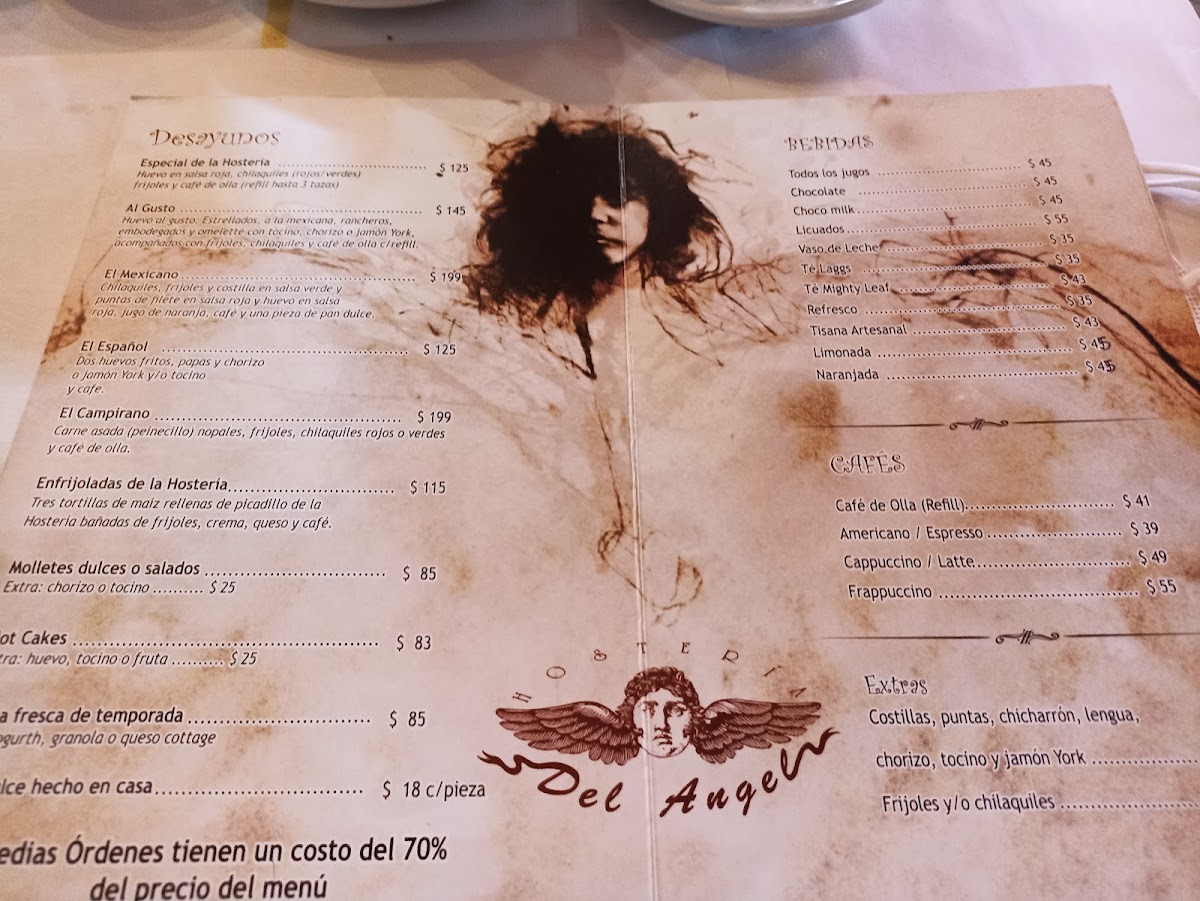 Desayunos
Especial de la Hostería ........ $ 125
Huevo en salsa roja, chilaquiles (rojos/verdes)
frijoles y café de olla (refill hasta 3 tazas)
Al Gusto ........ $ 145
Huevo al gusto. Estrellados, a la mexicana, rancheros,
embodegados y omelette con tocino, chorizo o jamón York,
acompañados con frijoles, chilaquiles y café de olla c/refill.
El Mexicano ........ $ 199
Chilaquiles, frijoles y costilla en salsa verde y
puntas de filete en salsa roja y huevo en salsa
roja, jugo de naranja, café y una pieza de pan dulce.
El Español ........ $ 125
Dos huevos fritos, papas y chorizo
o jamón York y/o tocino
y cafe.
El Campirano ........ $ 199
Carne asada (peinecillo) nopales, frijoles, chilaquiles rojos o verdes
y café de olla.
Enfrijoladas de la Hostería ........ $ 115
Tres tortillas de maiz rellenas de picadillo de la
Hostería bañadas de frijoles, crema, queso y café.
Molletes dulces o salados ........ $ 85
Extra: chorizo o tocino .......... $ 25
ot Cakes ........ $ 83
tra: huevo, tocino o fruta .......... $ 25
a fresca de temporada ........ $ 85
ogurth, granola o queso cottage
lce hecho en casa ........ $ 18 c/pieza
edias Órdenes tienen un costo del 70%
del precio del menú
HOSTERIA
Del Angel
BEBIDAS
Todos los jugos ........ $ 45
Chocolate ........ $ 45
Choco milk ........ $ 45
Licuados ........ $ 55
Vaso de Leche ........ $ 35
Té Laggs ........ $ 35
Té Mighty Leaf ........ $ 43
Refresco ........ $ 35
Tisana Artesanal ........ $ 43
Limonada ........ $ 45
Naranjada ........ $ 45
CAFÉS
Café de Olla (Refill) ........ $ 41
Americano / Espresso ........ $ 39
Cappuccino / Latte ........ $ 49
Frappuccino ........ $ 55
Extras
Costillas, puntas, chicharrón, lengua,
chorizo, tocino y jamón York ........
Frijoles y/o chilaquiles ........